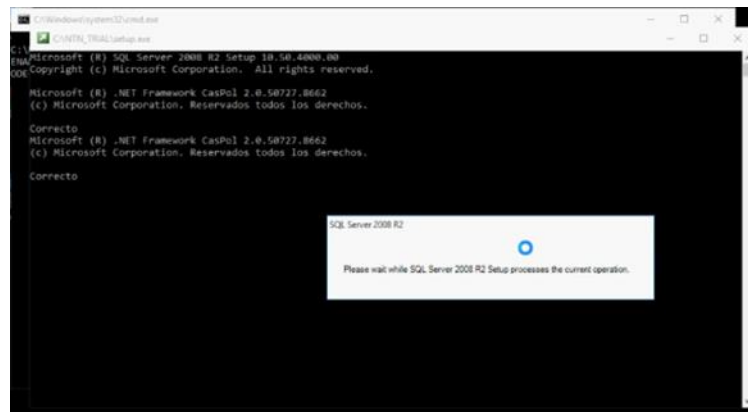 C:\Windows\system32\cmd.exe
C:\NTN_TRIAL\setup.exe
C:\
ENA
ODE
Microsoft (R) SQL Server 2008 R2 Setup 10.50.4000.00
Copyright (c) Microsoft Corporation. All rights reserved.
Microsoft (R) .NET Framework CasPol 2.0.50727.8662
(c) Microsoft Corporation. Reservados todos los derechos.
Correcto
Microsoft (R) .NET Framework CasPol 2.0.50727.8662
(c) Microsoft Corporation. Reservados todos los derechos.
Correcto
SQL Server 2008 R2
Please wait while SQL Server 2008 R2 Setup processes the current operation.